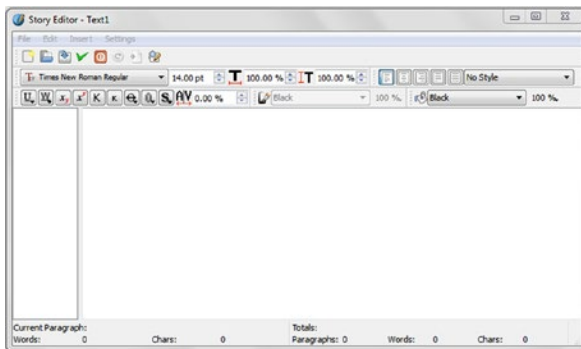 Story Editor - Text1
File Edit Insert Settings
Times New Roman Regular 14.00 pt 100.00 % 100.00 % No Style
0.00 % Black 100 % Black 100 %
Current Paragraph: Totals:
Words: 0 Chars: 0 Paragraphs: 0 Words: 0 Chars: 0